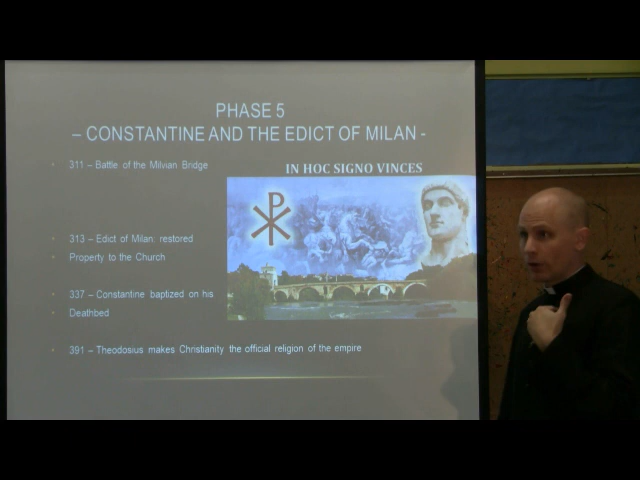 PHASE 5
– CONSTANTINE AND THE EDICT OF MILAN -
311 – Battle of the Milvian Bridge
IN HOC SIGNO VINCES
313 – Edict of Milan: restored
Property to the Church
337 – Constantine baptized on his
Deathbed
391 – Theodosius makes Christianity the official religion of the empire